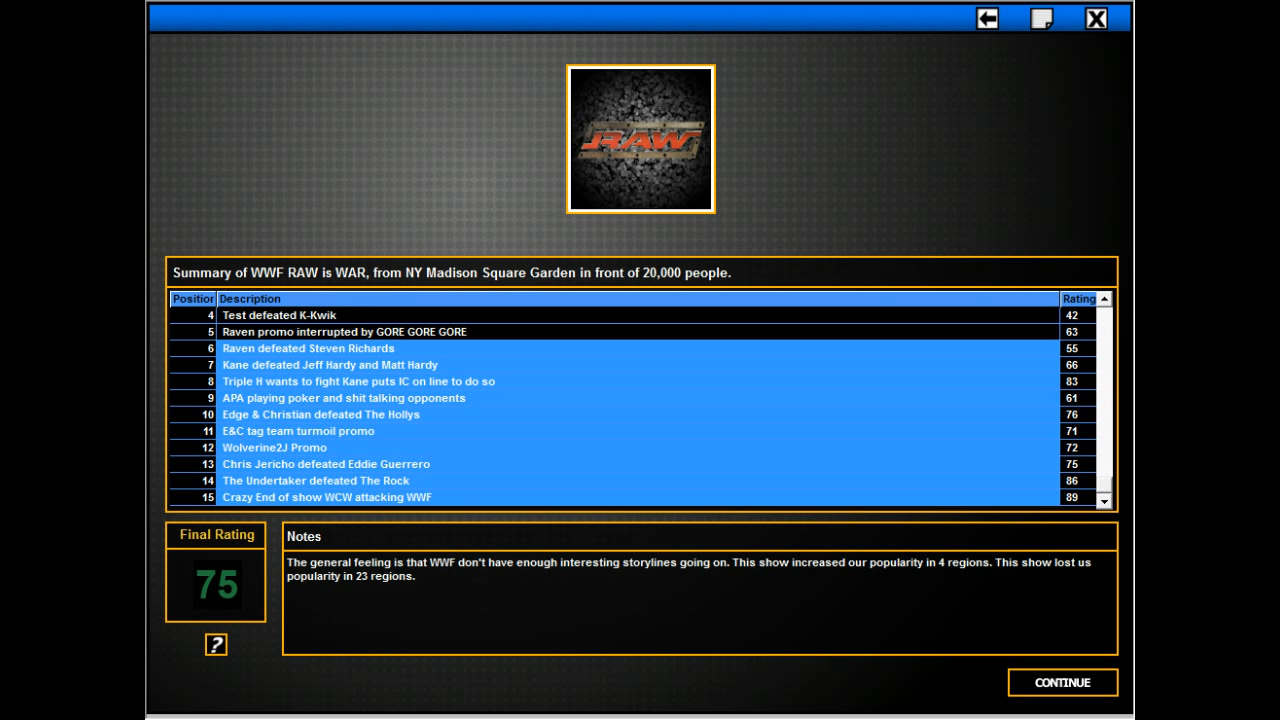 RAW
Summary of WWF RAW is WAR, from NY Madison Square Garden in front of 20,000 people.
Position Description Rating
4 Test defeated K-Kwik 42
5 Raven promo interrupted by GORE GORE GORE 63
6 Raven defeated Steven Richards 55
7 Kane defeated Jeff Hardy and Matt Hardy 66
8 Triple H wants to fight Kane puts IC on line to do so 83
9 APA playing poker and shit talking opponents 61
10 Edge & Christian defeated The Hollys 76
11 E&C tag team turmoil promo 71
12 Wolverine2J Promo 72
13 Chris Jericho defeated Eddie Guerrero 75
14 The Undertaker defeated The Rock 86
15 Crazy End of show WCW attacking WWF 89
Final Rating
75
?
Notes
The general feeling is that WWF don't have enough interesting storylines going on. This show increased our popularity in 4 regions. This show lost us
popularity in 23 regions.
CONTINUE